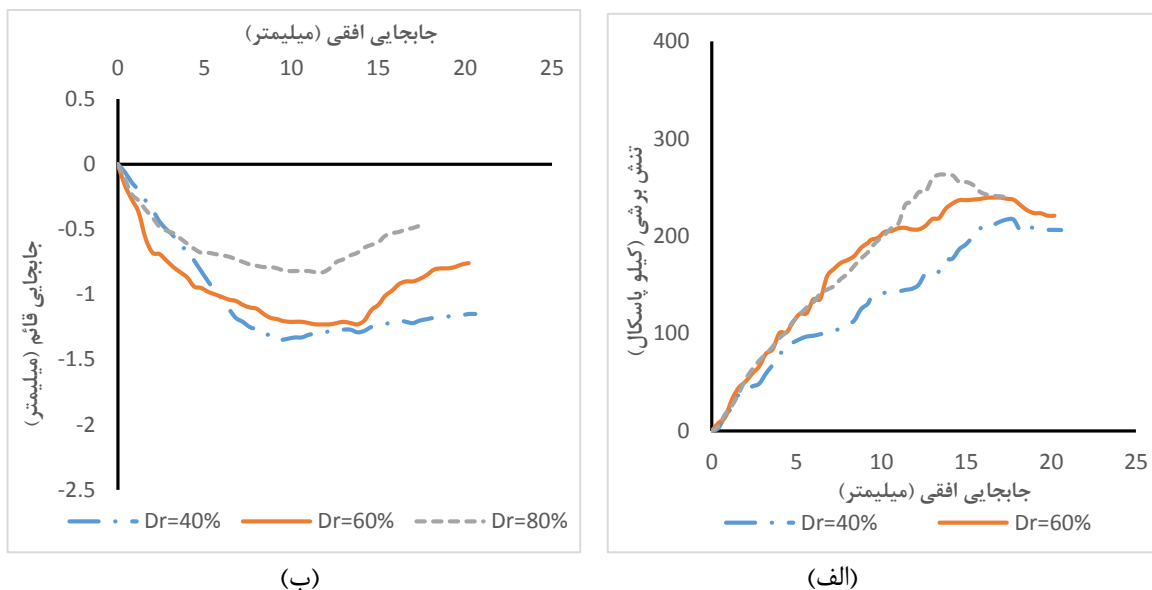 400
300
200
100
0
تنش برشی (کیلو پاسکال)
0 5 10 15 20 25
جابجایی افقی (میلیمتر)
Dr=40% Dr=60%
(الف)
جابجایی افقی (میلیمتر)
0 5 10 15 20 25
0.5
0
-0.5
-1
-1.5
-2
-2.5
جابجایی قائم (میلیمتر)
Dr=40% Dr=60% Dr=80%
(ب)